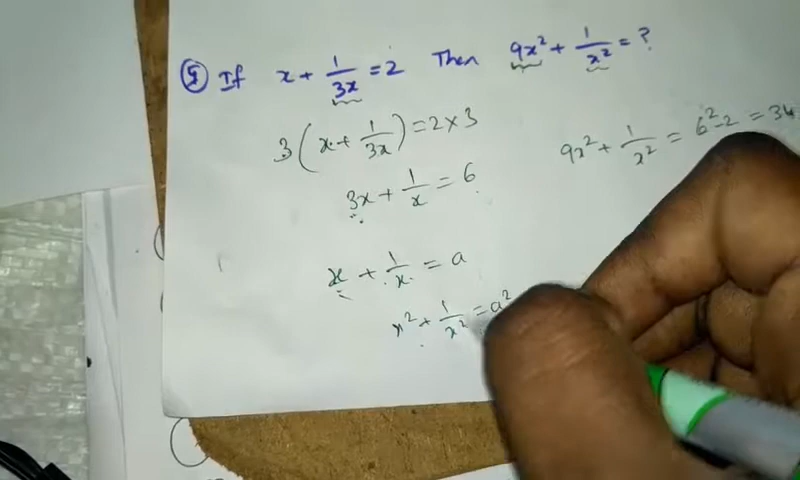 Q If x + 1/3x = 2 Then 9x² + 1/x² = ?
3(x + 1/3x) = 2 × 3
9x² + 1/x² = 6² - 2 = 34
3x + 1/x = 6
x + 1/x = a
x² + 1/x² = a²